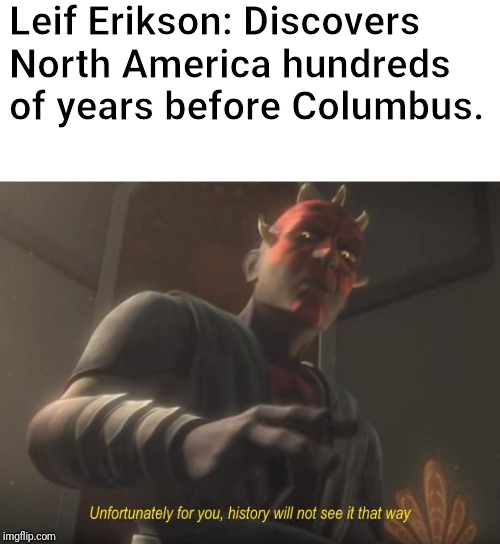 Leif Erikson: Discovers
North America hundreds
of years before Columbus.
Unfortunately for you, history will not see it that way
imgflip.com